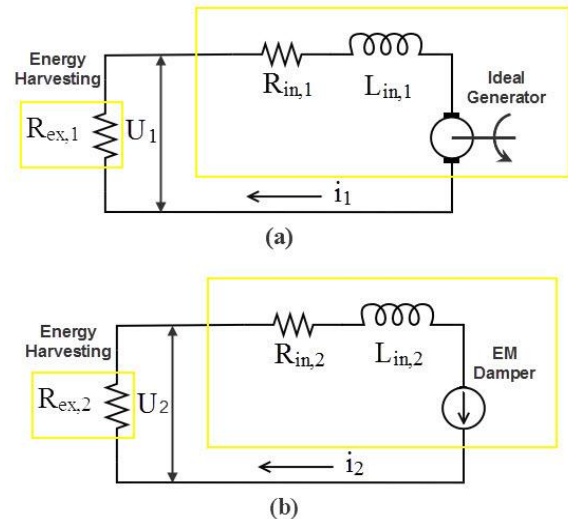 Energy
Harvesting
R_ex,1
U_1
R_in,1
L_in,1
Ideal
Generator
i_1
(a)
Energy
Harvesting
R_ex,2
U_2
R_in,2
L_in,2
EM
Damper
i_2
(b)